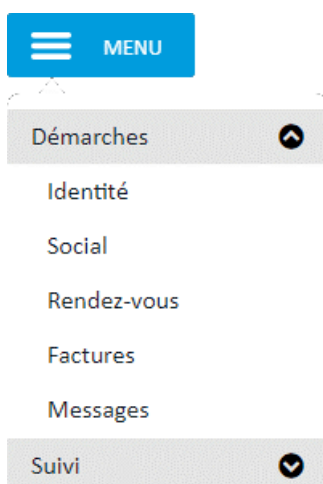 MENU
Démarches
Identité
Social
Rendez-vous
Factures
Messages
Suivi